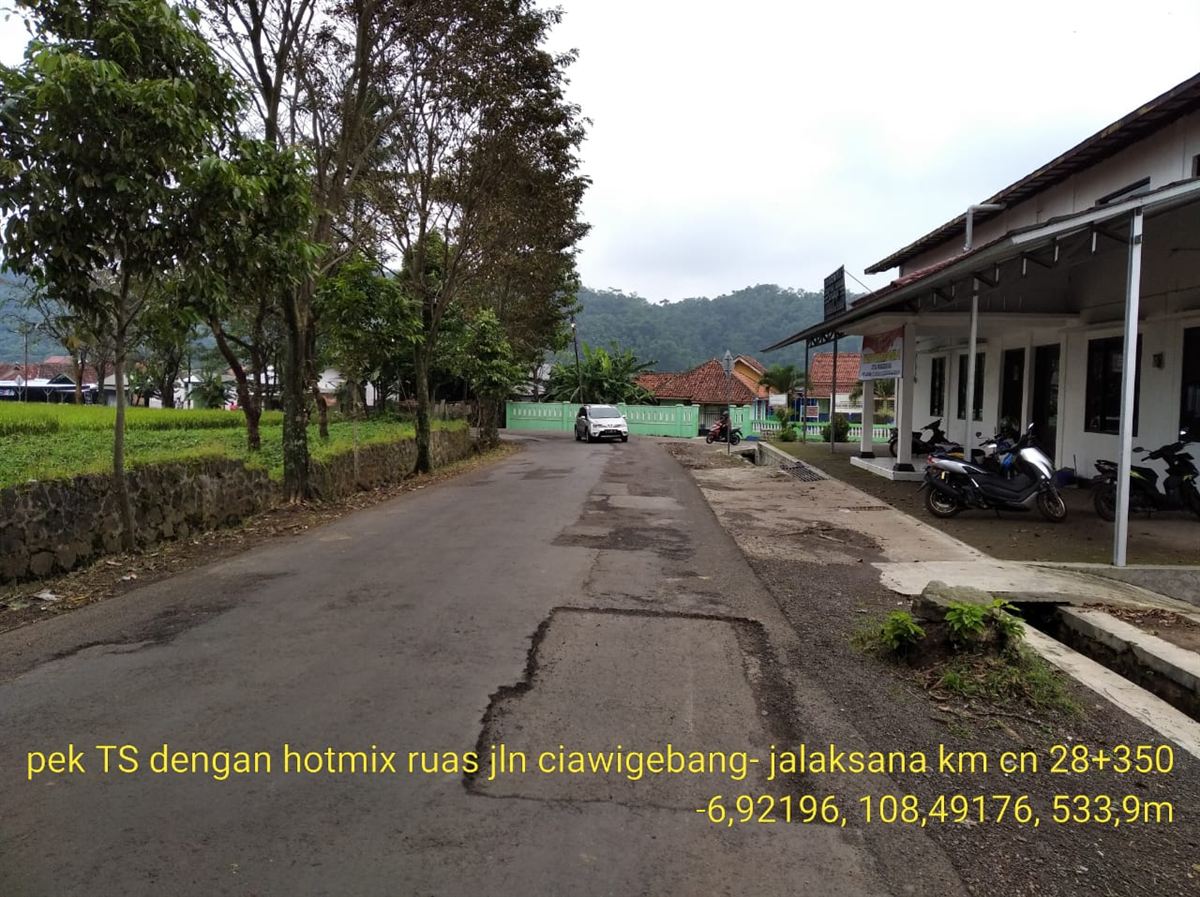 pek TS dengan hotmix ruas jln ciawigebang- jalaksana km cn 28+350
-6,92196, 108,49176, 533,9m